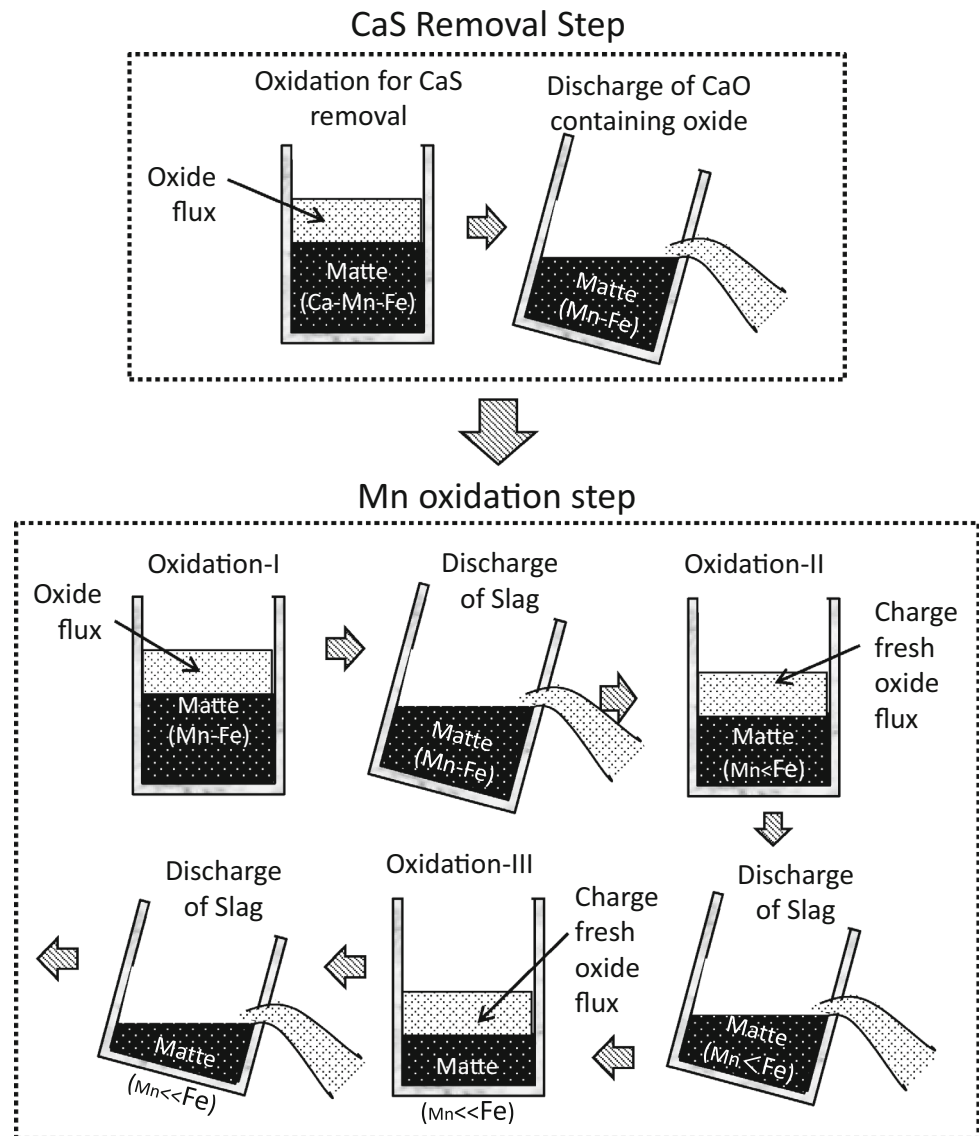 CaS Removal Step
Oxidation for CaS
removal
Discharge of CaO
containing oxide
Oxide
flux
Matte
(Ca-Mn-Fe)
Matte
(Mn-Fe)
Mn oxidation step
Oxidation-I
Discharge
of Slag
Oxidation-II
Oxide
flux
Charge
fresh
oxide
flux
Matte
(Mn-Fe)
Matte
(Mn-Fe)
Matte
(Mn<Fe)
Discharge
of Slag
Oxidation-III
Charge
fresh
oxide
flux
Discharge
of Slag
Matte
(Mn<<Fe)
Matte
(Mn<<Fe)
Matte
(Mn<Fe)